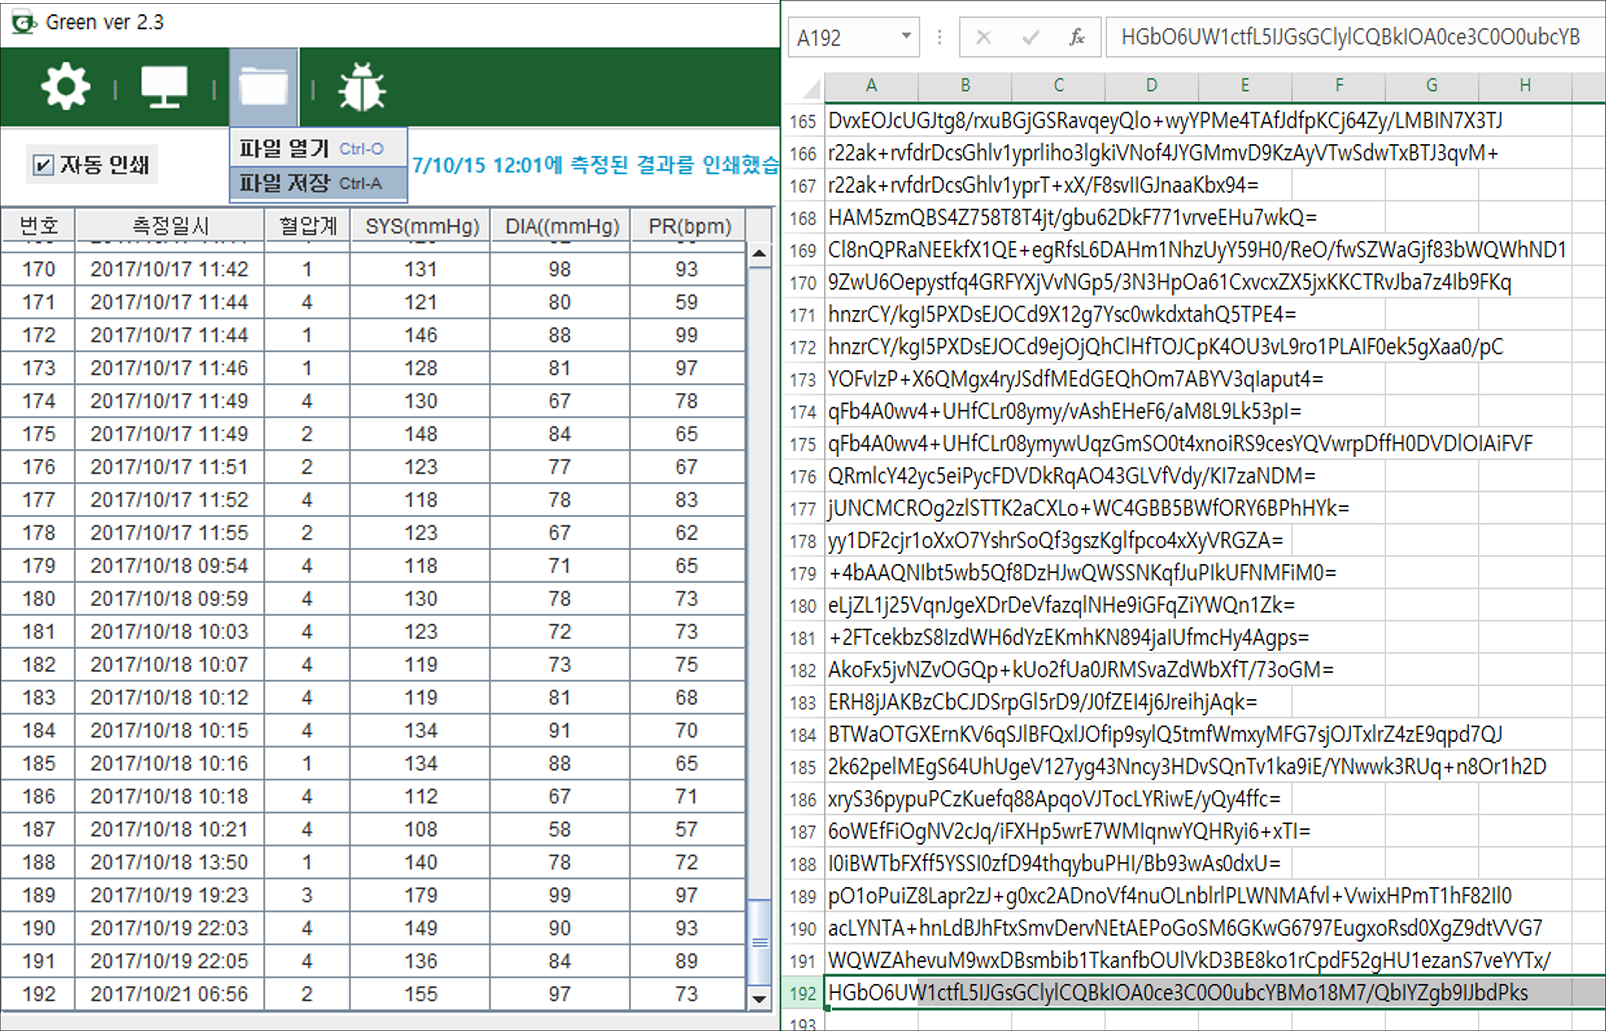 Green ver 2.3
파일 열기 Ctrl-O
파일 저장 Ctrl-A
자동 인쇄
7/10/15 12:01에 측정된 결과를 인쇄했습
번호 측정일시 혈압계 SYS(mmHg) DIA((mmHg) PR(bpm)
170 2017/10/17 11:42 1 131 98 93
171 2017/10/17 11:44 4 121 80 59
172 2017/10/17 11:44 1 146 88 99
173 2017/10/17 11:46 1 128 81 97
174 2017/10/17 11:49 4 130 67 78
175 2017/10/17 11:49 2 148 84 65
176 2017/10/17 11:51 2 123 77 67
177 2017/10/17 11:52 4 118 78 83
178 2017/10/17 11:55 2 123 67 62
179 2017/10/18 09:54 4 118 71 65
180 2017/10/18 09:59 4 130 78 73
181 2017/10/18 10:03 4 123 72 73
182 2017/10/18 10:07 4 119 73 75
183 2017/10/18 10:12 4 119 81 68
184 2017/10/18 10:15 4 134 91 70
185 2017/10/18 10:16 1 134 88 65
186 2017/10/18 10:18 4 112 67 71
187 2017/10/18 10:21 4 108 58 57
188 2017/10/18 13:50 1 140 78 72
189 2017/10/19 19:23 3 179 99 97
190 2017/10/19 22:03 4 149 90 93
191 2017/10/19 22:05 4 136 84 89
192 2017/10/21 06:56 2 155 97 73
A192 fx HGbO6UW1ctfL5IJGsGClylCQBkIOA0ce3C0O0ubcYB
A B C D E F G H
165 DvxEOJcUGJtg8/rxuBGjGSRavqeyQlo+wyYPMe4TAfJdfpKCj64Zy/LMBIN7X3TJ
166 r22ak+rvfdrDcsGhlv1yprliho3lgkiVNof4JYGMmvD9KzAyVTwSdwTxBTJ3qvM+
167 r22ak+rvfdrDcsGhlv1yprT+xX/F8svIIGJnaaKbx94=
168 HAM5zmQBS4Z758T8T4jt/gbu62DkF771vrveEHu7wkQ=
169 Cl8nQPRaNEEkfX1QE+egRfsL6DAHm1NhzUyY59H0/ReO/fwSZWaGjf83bWQWhND1
170 9ZwU6Oepystfq4GRFYXjVvNGp5/3N3HpOa61CxvcxZX5jxKKCTRvJba7z4Ib9FKq
171 hnzrCY/kgI5PXDsEJOCd9X12g7Ysc0wkdxtahQ5TPE4=
172 hnzrCY/kgI5PXDsEJOCd9ejOjQhClHfTOJCpK4OU3vL9ro1PLAIF0ek5gXaa0/pC
173 YOFvIzP+X6QMgx4ryJSdfMEdGEQhOm7ABYV3qIaput4=
174 qFb4A0wv4+UHfCLr08ymy/vAshEHeF6/aM8L9Lk53pI=
175 qFb4A0wv4+UHfCLr08ymywUqzGmSO0t4xnoiRS9cesYQVwrpDffH0DVDlOIAiFVF
176 QRmlcY42yc5eiPycFDVDkRqAO43GLVfVdy/KI7zaNDM=
177 jUNCMCROg2zlSTTK2aCXLo+WC4GBB5BWfORY6BPhHYk=
178 yy1DF2cjr1oXxO7YshrSoQf3gszKglfpco4xXyVRGZA=
179 +4bAAQNIbt5wb5Qf8DzHJwQWSSNKqfJuPIkUFNMFiM0=
180 eLjZL1j25VqnJgeXDrDeVfazqlNHe9iGFqZiYWQn1Zk=
181 +2FTcekbzS8IzdWH6dYzEKmhKN894jaIUfmcHy4Agps=
182 AkoFx5jvNZvOGQp+kUo2fUa0JRMSvaZdWbXfT/73oGM=
183 ERH8jJAKBzCbCJDSrpGl5rD9/J0fZEI4j6JreihjAqk=
184 BTWaOTGXErnKV6qSJlBFQxlJOfip9sylQ5tmfWmxyMFG7sjOJTxlrZ4zE9qpd7QJ
185 2k62peIMEgS64UhUgeV127yg43Nncy3HDvSQnTv1ka9iE/YNwwk3RUq+n8Or1h2D
186 xryS36pypuPCzKuefq88ApqoVJTocLYRiwE/yQy4ffc=
187 6oWEfFiOgNV2cJq/iFXHp5wrE7WMIqnwYQHRyi6+xTI=
188 I0iBWTbFXff5YSSI0zfD94thqybuPHI/Bb93wAs0dxU=
189 pO1oPuiZ8Lapr2zJ+g0xc2ADnoVf4nuOLnblrlPLWNMAfvl+VwixHPmT1hF82Il0
190 acLYNTA+hnLdBJhFtxSmvDervNEtAEPoGoSM6GKwG6797EugxoRsd0XgZ9dtVVG7
191 WQWZAhevuM9wxDBsmbib1TkanfbOUlVkD3BE8ko1rCpdF52gHU1ezanS7veYYTx/
192 HGbO6UW1ctfL5IJGsGClylCQBkIOA0ce3C0O0ubcYBMo18M7/QbIYZgb9IJbdPks
193